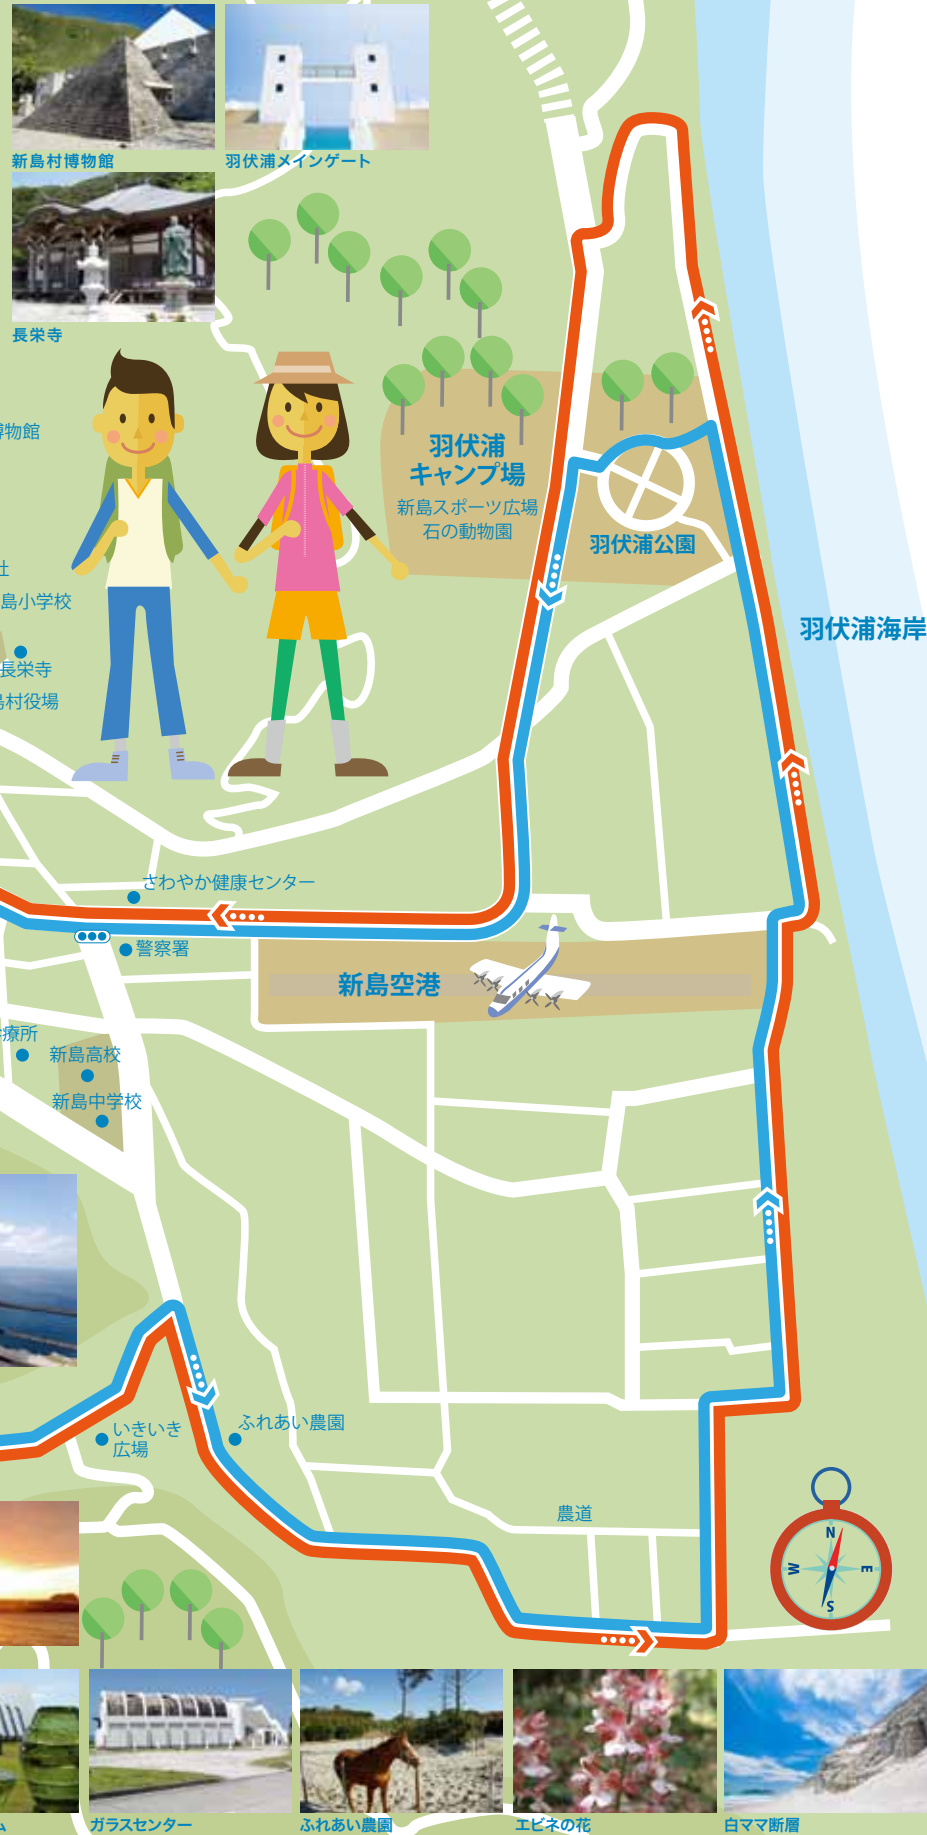 新島村博物館
羽伏浦メインゲート
長栄寺
博物館
羽伏浦
キャンプ場
新島スポーツ広場
石の動物園
羽伏浦公園
社
島小学校
羽伏浦海岸
長栄寺
島村役場
さわやか健康センター
警察署
新島空港
療所
新島高校
新島中学校
いきいき
広場
ふれあい農園
農道
N
W
E
S
ム
ガラスセンター
ふれあい農園
エビネの花
白ママ断層